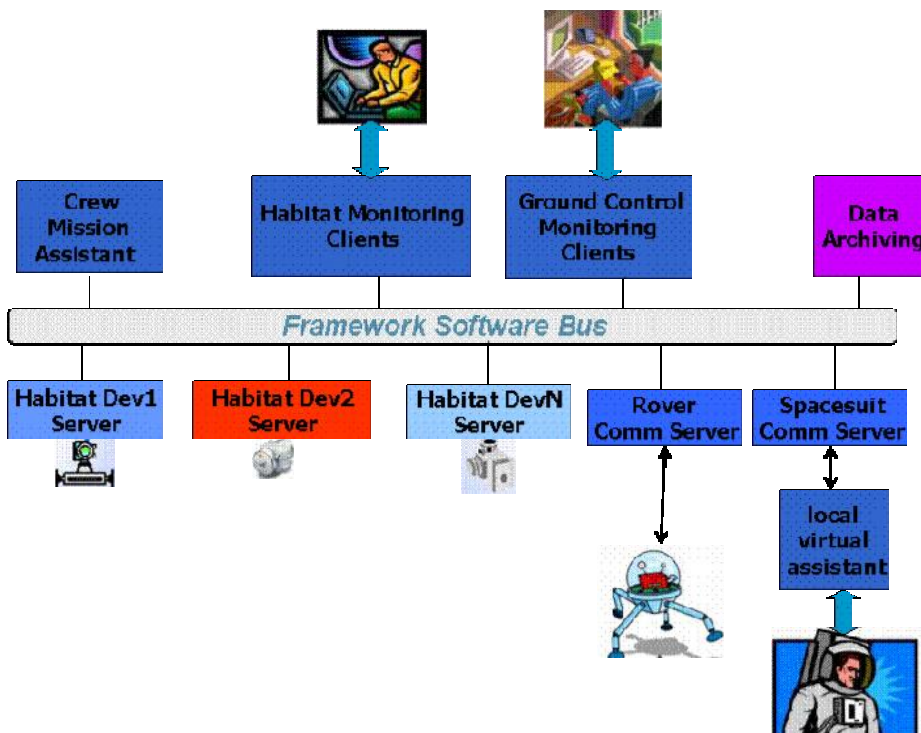 Crew
Mission
Assistant
Habitat Monitoring
Clients
Ground Control
Monitoring
Clients
Data
Archiving
Framework Software Bus
Habitat Dev1
Server
Habitat Dev2
Server
Habitat DevN
Server
Rover
Comm Server
Spacesuit
Comm Server
local
virtual
assistant